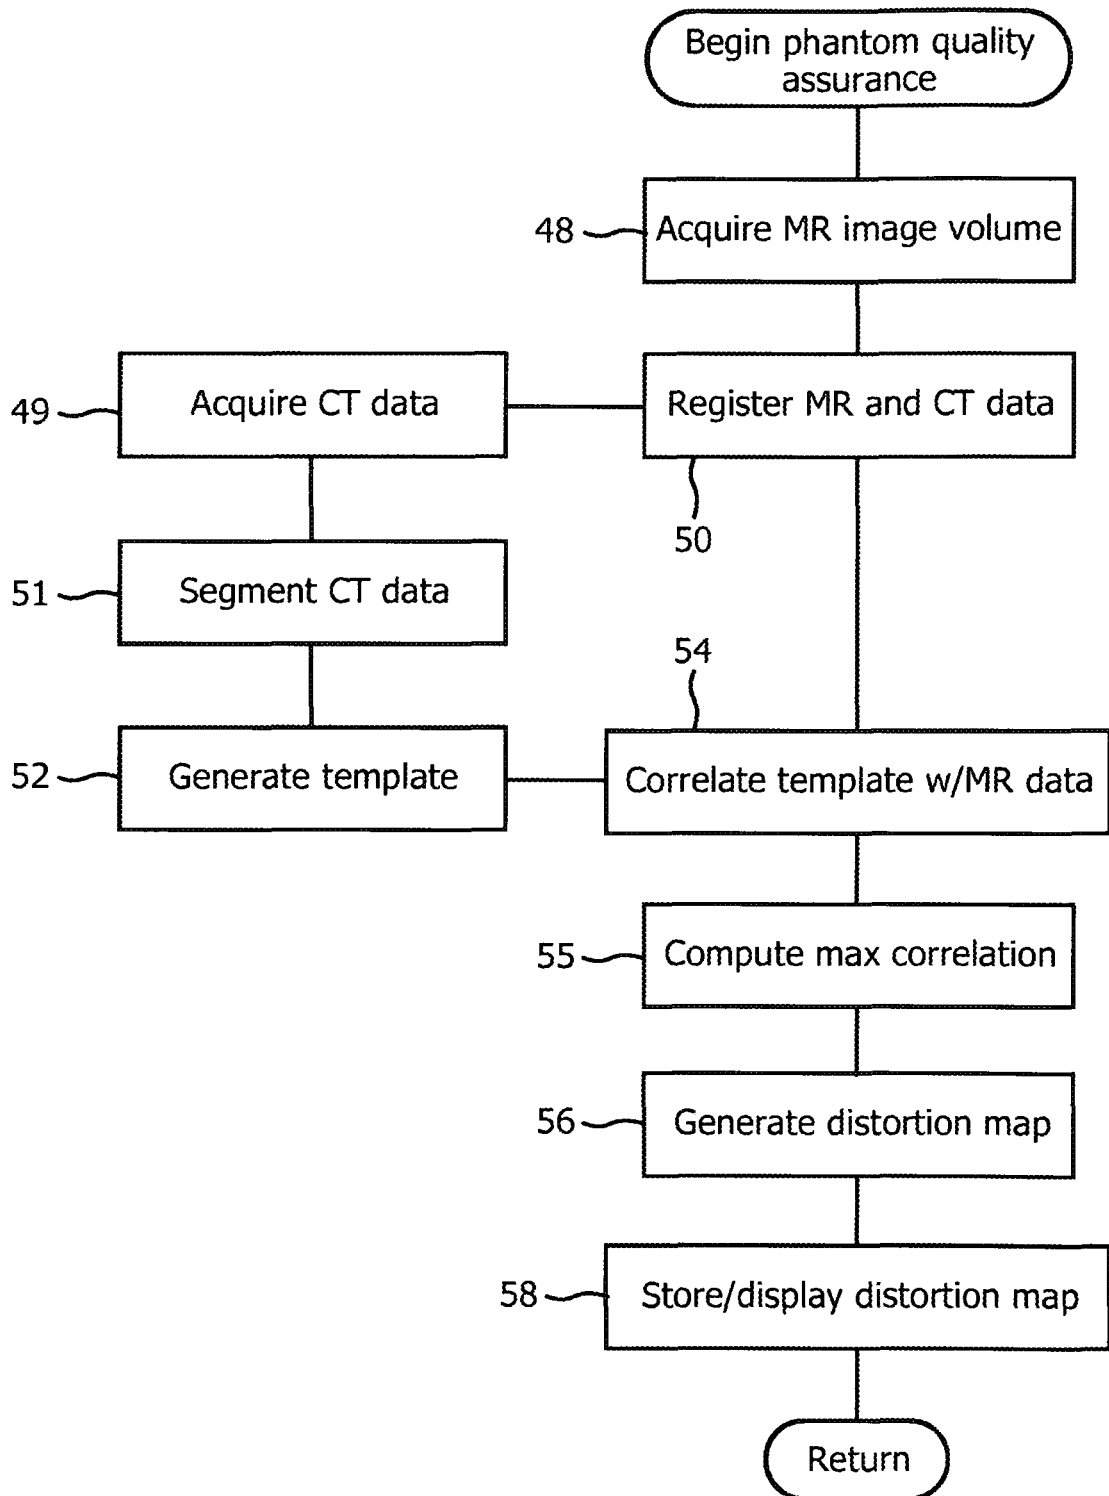 Begin phantom quality
assurance
48
Acquire MR image volume
49
Acquire CT data
Register MR and CT data
50
51
Segment CT data
54
52
Generate template
Correlate template w/MR data
55
Compute max correlation
56
Generate distortion map
58
Store/display distortion map
Return